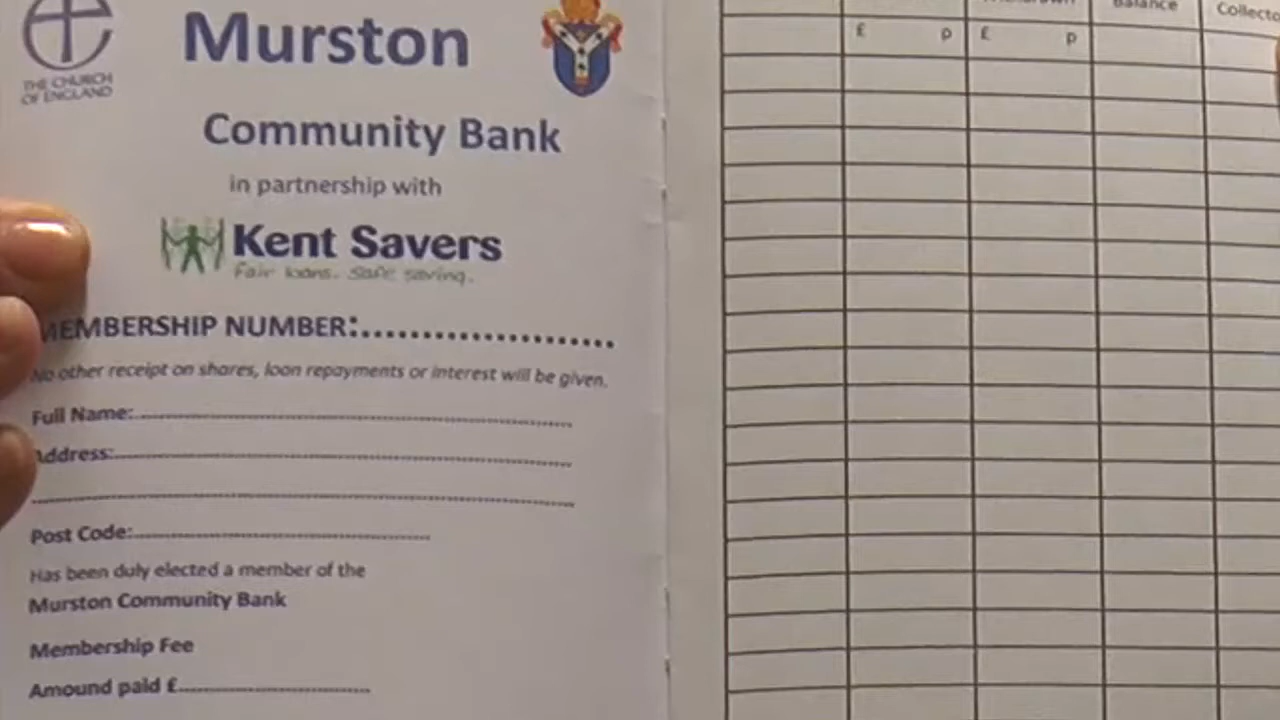 THE CHURCH
OF ENGLAND
Murston
Community Bank
in partnership with
Kent Savers
Fair loans. Safe saving.
MEMBERSHIP NUMBER:........................
No other receipt on shares, loan repayments or interest will be given.
Full Name:................................................
Address:................................................
................................................
Post Code:................................................
Has been duly elected a member of the
Murston Community Bank
Membership Fee
Amound paid £................................
Balance
£ p £ p